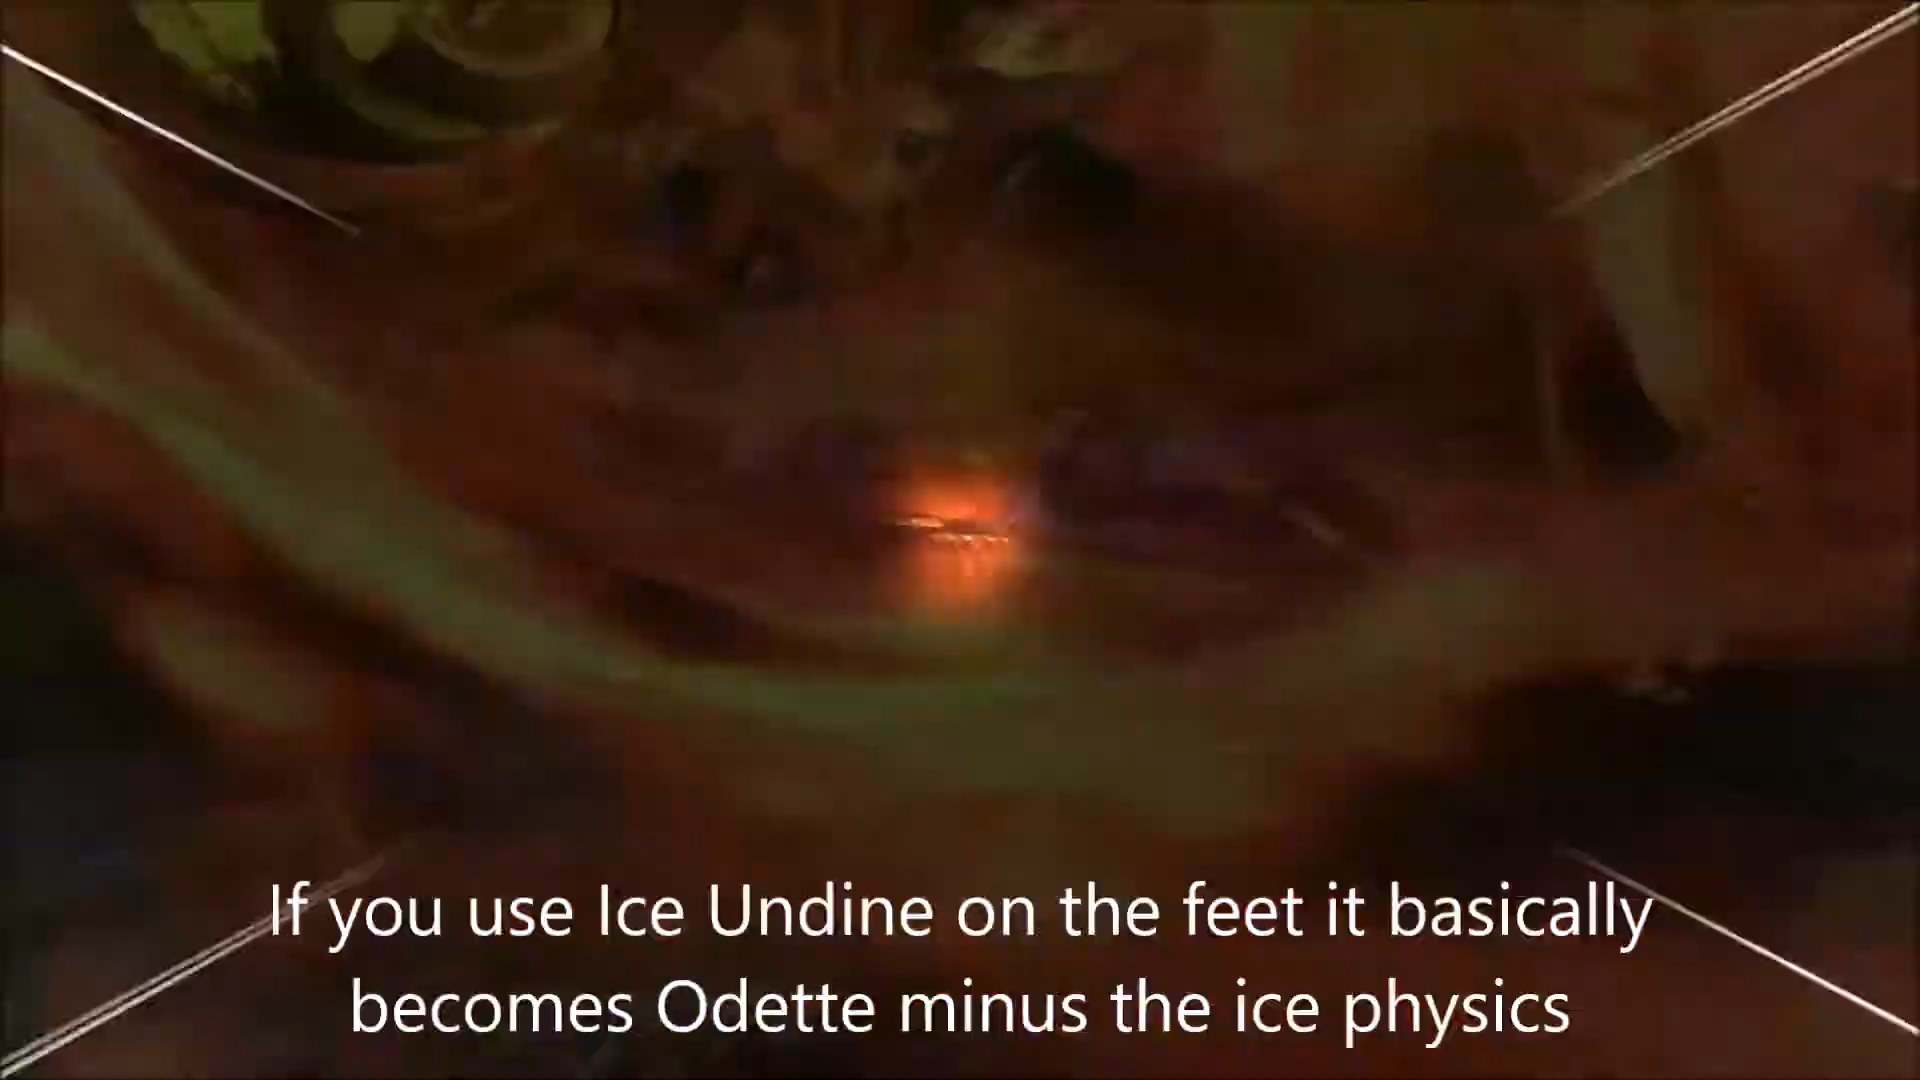 If you use Ice Undine on the feet it basically
becomes Odette minus the ice physics